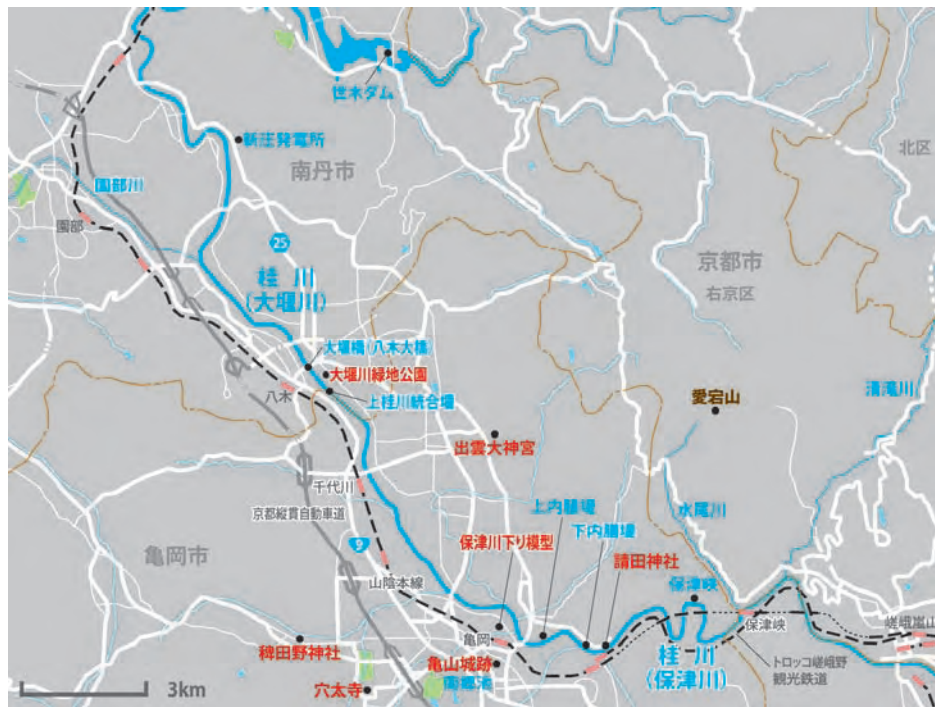 世木ダム
新荘発電所
南丹市
北区
園部川
園部
25
桂 川
(大堰川)
京都市
右京区
大堰橋(八木大橋)
大堰川緑地公園
八木
上桂川統合堰
愛宕山
清滝川
出雲大神宮
千代川
京都縦貫自動車道
上内膳場
下内膳場
水尾川
9
保津川下り模型
請田神社
亀岡市
山陰本線
保津峡
亀岡
保津峡
嵯峨嵐山
稗田野神社
亀山城跡
南郷池
桂 川
(保津川)
トロッコ嵯峨野
観光鉄道
3km
穴太寺